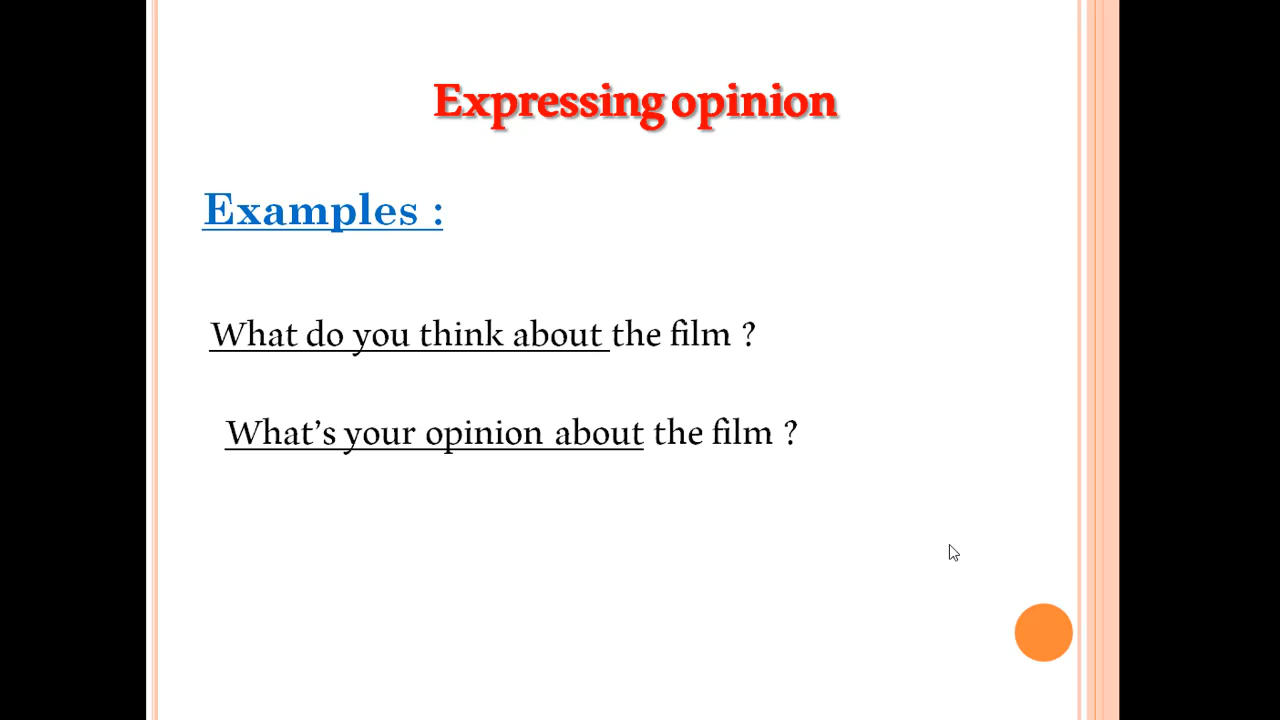 Expressing opinion
Examples :
What do you think about the film ?
What's your opinion about the film ?